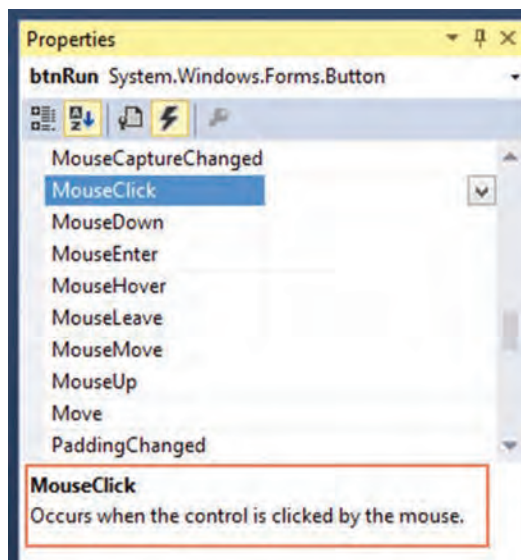 Properties
btnRun System.Windows.Forms.Button
MouseCaptureChanged
MouseClick
MouseDown
MouseEnter
MouseHover
MouseLeave
MouseMove
MouseUp
Move
PaddingChanged
MouseClick
Occurs when the control is clicked by the mouse.